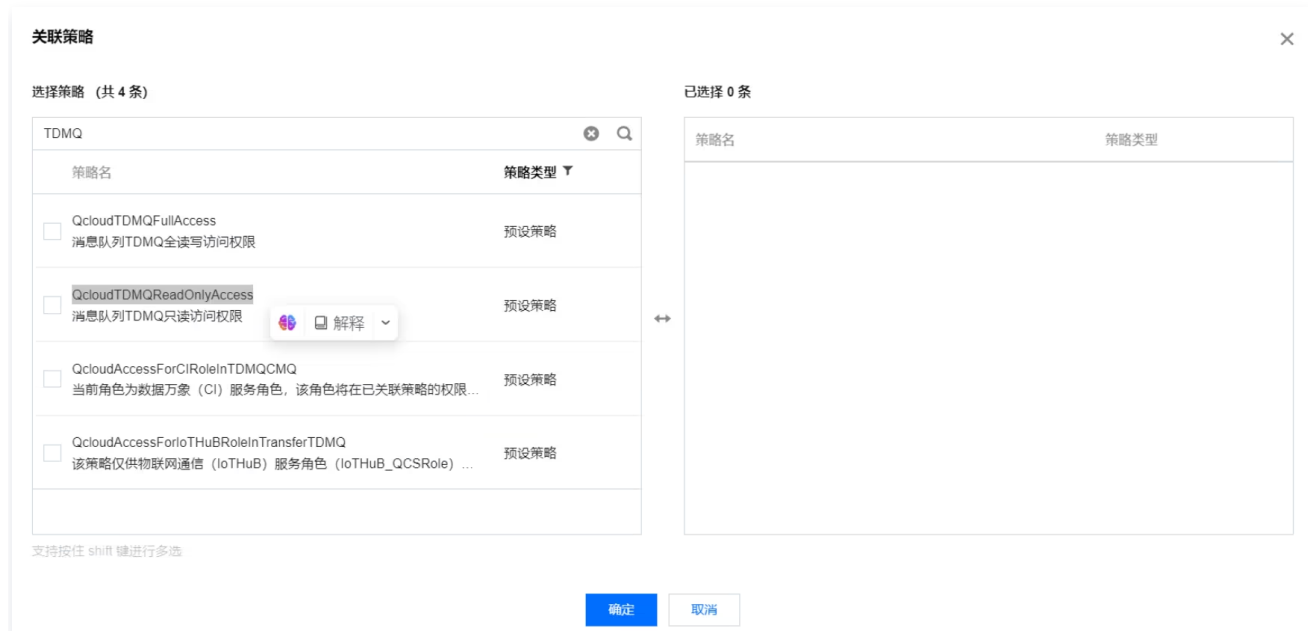 关联策略
选择策略 (共 4 条)
已选择 0 条
TDMQ
策略名
策略类型
策略名
策略类型
QcloudTDMQFullAccess
消息队列TDMQ全读写访问权限
预设策略
QcloudTDMQReadOnlyAccess
消息队列TDMQ只读访问权限
预设策略
解释
QcloudAccessForCIRoleInTDMQCMQ
当前角色为数据万象（CI）服务角色，该角色将在已关联策略的权限...
预设策略
QcloudAccessForIoTHuBRoleInTransferTDMQ
该策略仅供物联网通信（IoTHuB）服务角色（IoTHuB_QCSRole）...
预设策略
支持按住 shift 键进行多选
确定
取消